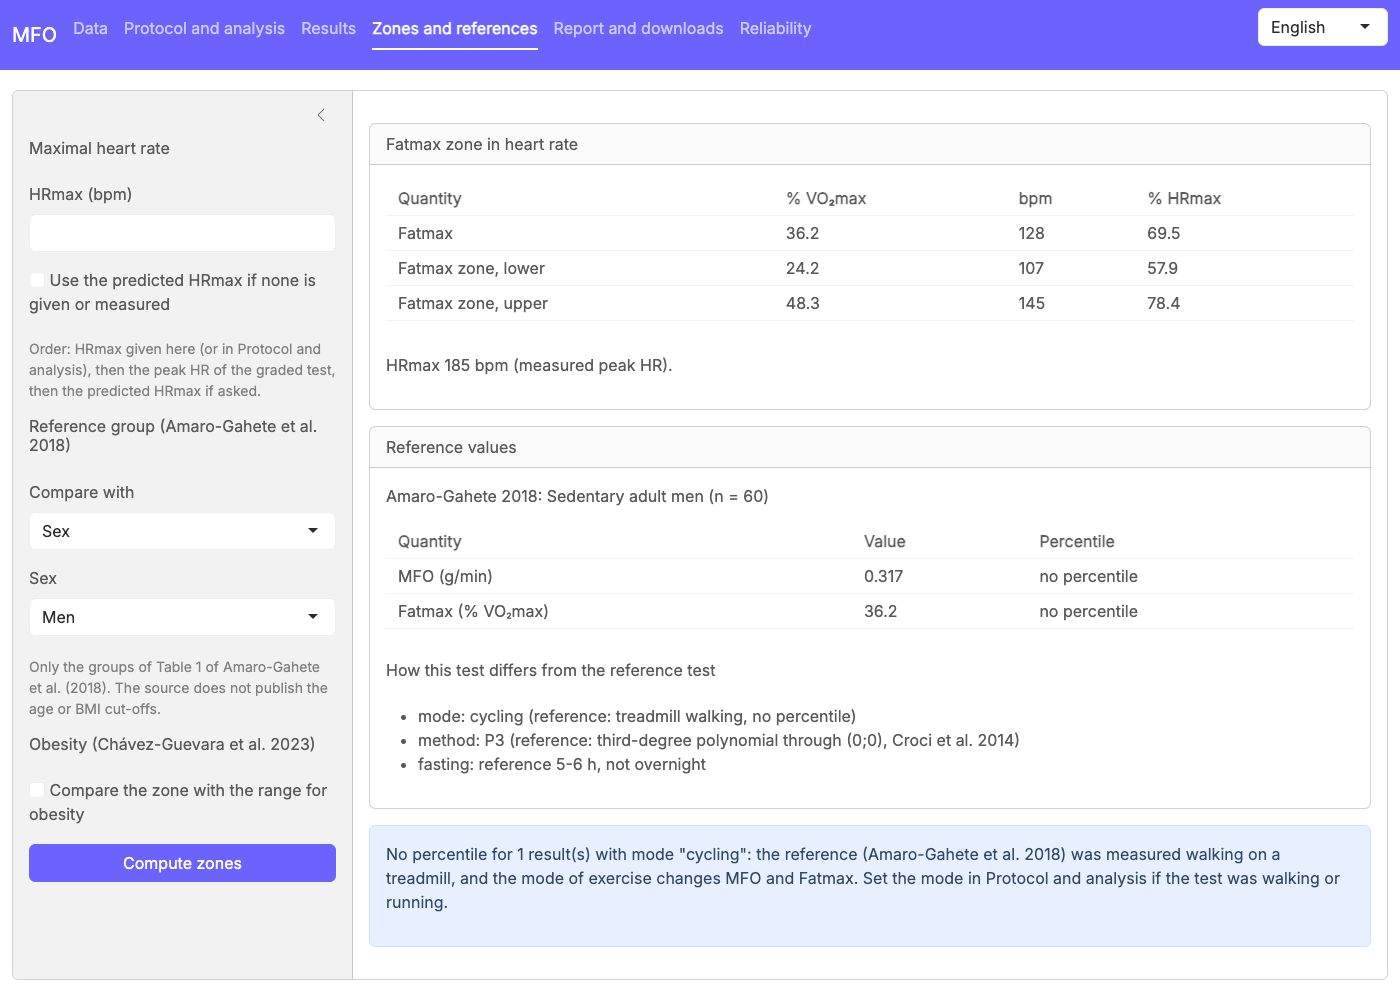 MFO Data Protocol and analysis Results Zones and references Report and downloads Reliability English
Maximal heart rate
HRmax (bpm)
Use the predicted HRmax if none is
given or measured
Order: HRmax given here (or in Protocol and
analysis), then the peak HR of the graded test,
then the predicted HRmax if asked.
Reference group (Amaro-Gahete et al.
2018)
Compare with
Sex
Sex
Men
Only the groups of Table 1 of Amaro-Gahete
et al. (2018). The source does not publish the
age or BMI cut-offs.
Obesity (Chávez-Guevara et al. 2023)
Compare the zone with the range for
obesity
Compute zones
Fatmax zone in heart rate
Quantity % VO₂max bpm % HRmax
Fatmax 36.2 128 69.5
Fatmax zone, lower 24.2 107 57.9
Fatmax zone, upper 48.3 145 78.4
HRmax 185 bpm (measured peak HR).
Reference values
Amaro-Gahete 2018: Sedentary adult men (n = 60)
Quantity Value Percentile
MFO (g/min) 0.317 no percentile
Fatmax (% VO₂max) 36.2 no percentile
How this test differs from the reference test
• mode: cycling (reference: treadmill walking, no percentile)
• method: P3 (reference: third-degree polynomial through (0;0), Croci et al. 2014)
• fasting: reference 5-6 h, not overnight
No percentile for 1 result(s) with mode "cycling": the reference (Amaro-Gahete et al. 2018) was measured walking on a
treadmill, and the mode of exercise changes MFO and Fatmax. Set the mode in Protocol and analysis if the test was walking or
running.